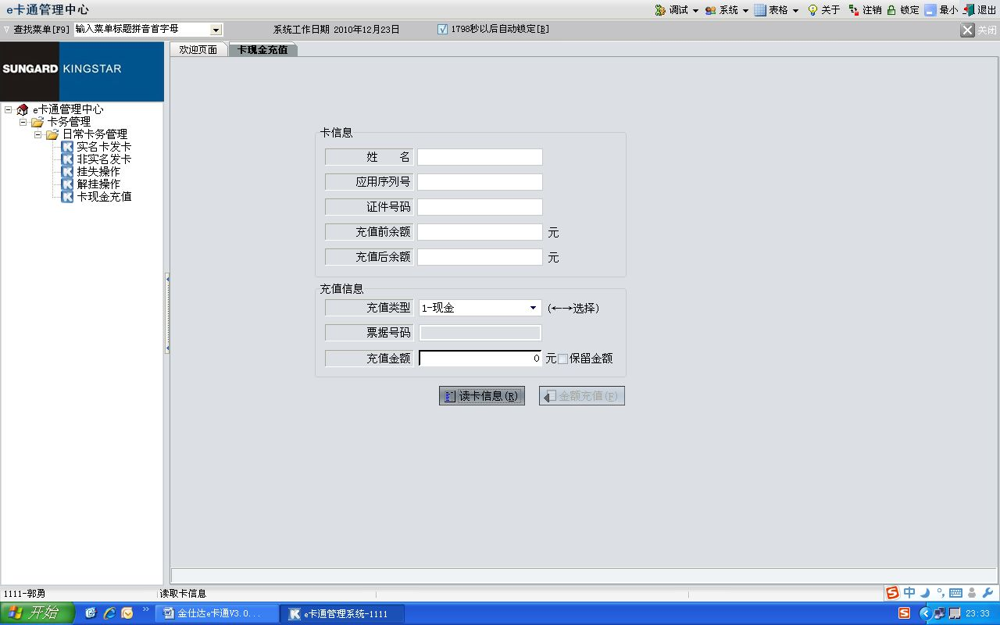 e卡通管理中心
调试 系统 表格 关于 注销 锁定 最小 退出
查找菜单[F9] 输入菜单标题拼音首字母 系统工作日期 2010年12月23日 1798秒以后自动锁定[B] 关闭
SUNGARD KINGSTAR
欢迎页面 卡现金充值
e卡通管理中心
卡务管理
日常卡务管理
实名卡发卡
非实名发卡
挂失操作
解挂操作
卡现金充值
卡信息
姓 名
应用序列号
证件号码
充值前余额 元
充值后余额 元
充值信息
充值类型 1-现金 (←→选择)
票据号码
充值金额 0 元 保留金额
读卡信息(R) 金额充值(F)
1111-郭勇 读取卡信息
中
开始 金仕达e卡通V3.0... e卡通管理系统-1111 23:33